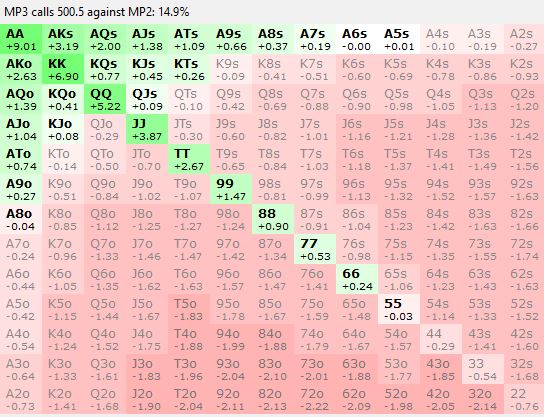 MP3 calls 500.5 against MP2: 14.9%
AA AKs AQs AJs ATs A9s A8s A7s A6s A5s A4s A3s A2s
+9.01 +3.19 +2.00 +1.38 +1.09 +0.66 +0.37 +0.19 -0.00 +0.01 -0.10 -0.19 -0.27
AKo KK KQs KJs KTs K9s K8s K7s K6s K5s K4s K3s K2s
+2.63 +6.90 +0.77 +0.45 +0.26 -0.09 -0.41 -0.51 -0.60 -0.69 -0.78 -0.86 -0.93
AQo KQo QQ QJs QTs Q9s Q8s Q7s Q6s Q5s Q4s Q3s Q2s
+1.39 +0.41 +5.22 +0.09 -0.10 -0.42 -0.69 -0.88 -0.90 -0.98 -1.05 -1.13 -1.20
AJo KJo QJo JJ JTs J9s J8s J7s J6s J5s J4s J3s J2s
+1.04 +0.08 -0.29 +3.87 -0.30 -0.60 -0.82 -1.01 -1.16 -1.21 -1.28 -1.36 -1.42
ATo KTo QTo JTo TT T9s T8s T7s T6s T5s T4s T3s T2s
+0.74 -0.14 -0.50 -0.70 +2.67 -0.65 -0.84 -1.03 -1.18 -1.37 -1.41 -1.49 -1.56
A9o K9o Q9o J9o T9o 99 98s 97s 96s 95s 94s 93s 92s
+0.27 -0.51 -0.84 -1.02 -1.07 +1.47 -0.81 -0.99 -1.13 -1.32 -1.52 -1.57 -1.63
A8o K8o Q8o J8o T8o 98o 88 87s 86s 85s 84s 83s 82s
-0.04 -0.85 -1.12 -1.25 -1.27 -1.24 +0.90 -0.91 -1.04 -1.23 -1.42 -1.63 -1.66
A7o K7o Q7o J7o T7o 97o 87o 77 76s 75s 74s 73s 72s
-0.24 -0.96 -1.33 -1.46 -1.47 -1.42 -1.34 +0.53 -0.98 -1.15 -1.35 -1.55 -1.74
A6o K6o Q6o J6o T6o 96o 86o 76o 66 65s 64s 63s 62s
-0.44 -1.05 -1.35 -1.62 -1.63 -1.57 -1.47 -1.41 +0.24 -1.06 -1.23 -1.43 -1.63
A5o K5o Q5o J5o T5o 95o 85o 75o 65o 55 54s 53s 52s
-0.42 -1.15 -1.44 -1.67 -1.83 -1.78 -1.67 -1.59 -1.48 -0.03 -1.14 -1.33 -1.52
A4o K4o Q4o J4o T4o 94o 84o 74o 64o 54o 44 43s 42s
-0.54 -1.24 -1.52 -1.75 -1.88 -1.99 -1.88 -1.79 -1.67 -1.57 -0.29 -1.41 -1.60
A3o K3o Q3o J3o T3o 93o 83o 73o 63o 53o 43o 33 32s
-0.64 -1.33 -1.61 -1.83 -1.96 -2.04 -2.10 -2.01 -1.88 -1.77 -1.85 -0.54 -1.68
A2o K2o Q2o J2o T2o 92o 82o 72o 62o 52o 42o 32o 22
-0.73 -1.41 -1.68 -1.90 -2.04 -2.11 -2.13 -2.22 -2.09 -1.98 -2.05 -2.14 -0.76